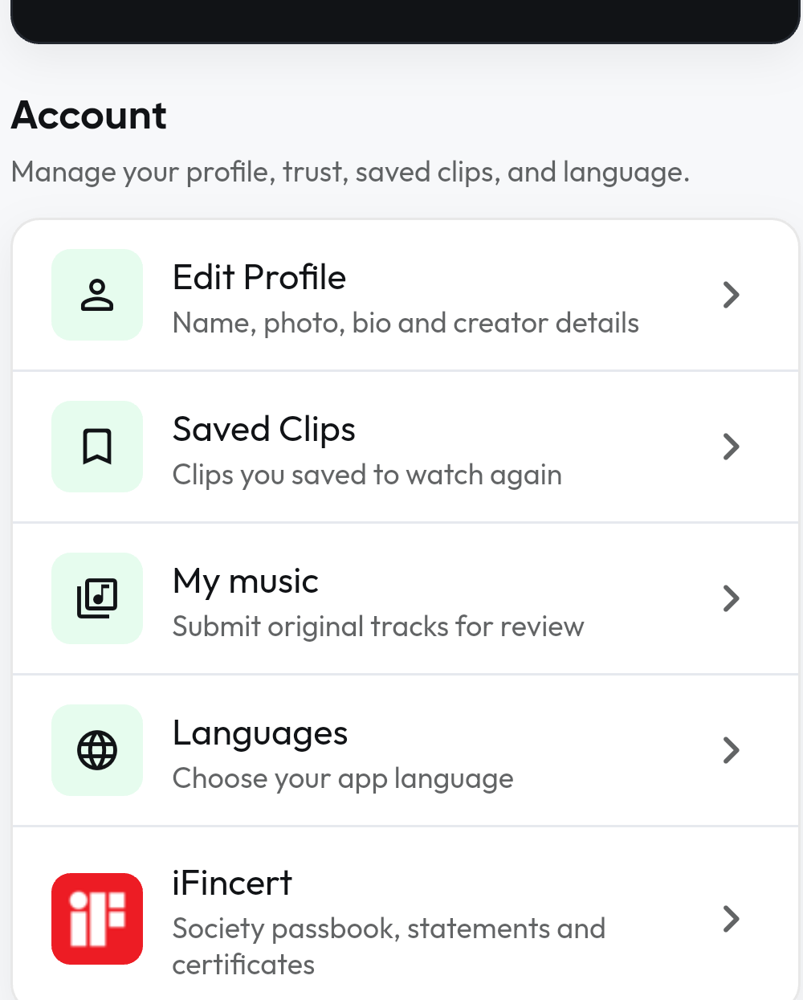 Account
Manage your profile, trust, saved clips, and language.
Edit Profile
Name, photo, bio and creator details
Saved Clips
Clips you saved to watch again
My music
Submit original tracks for review
Languages
Choose your app language
iF
iFincert
Society passbook, statements and
certificates